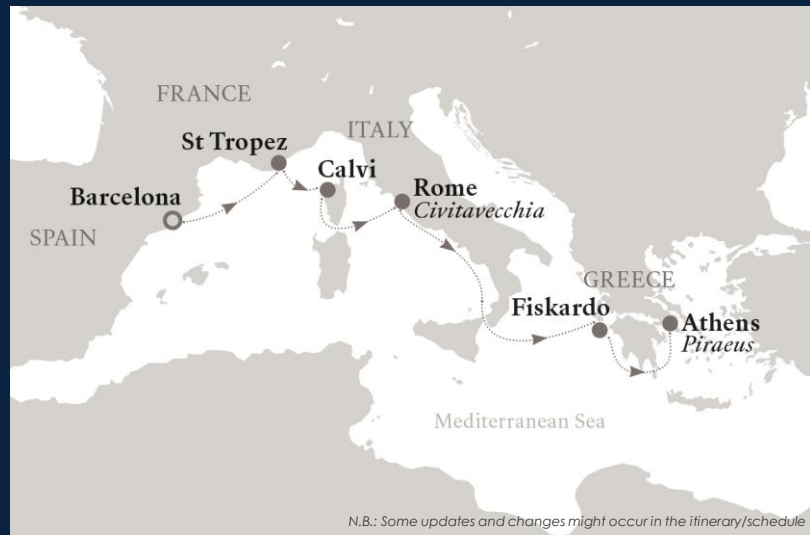 FRANCE
ITALY
St Tropez
Calvi
Barcelona
Rome
Civitavecchia
SPAIN
GREECE
Fiskardo
Athens
Piraeus
Mediterranean Sea
N.B.: Some updates and changes might occur in the itinerary/schedule